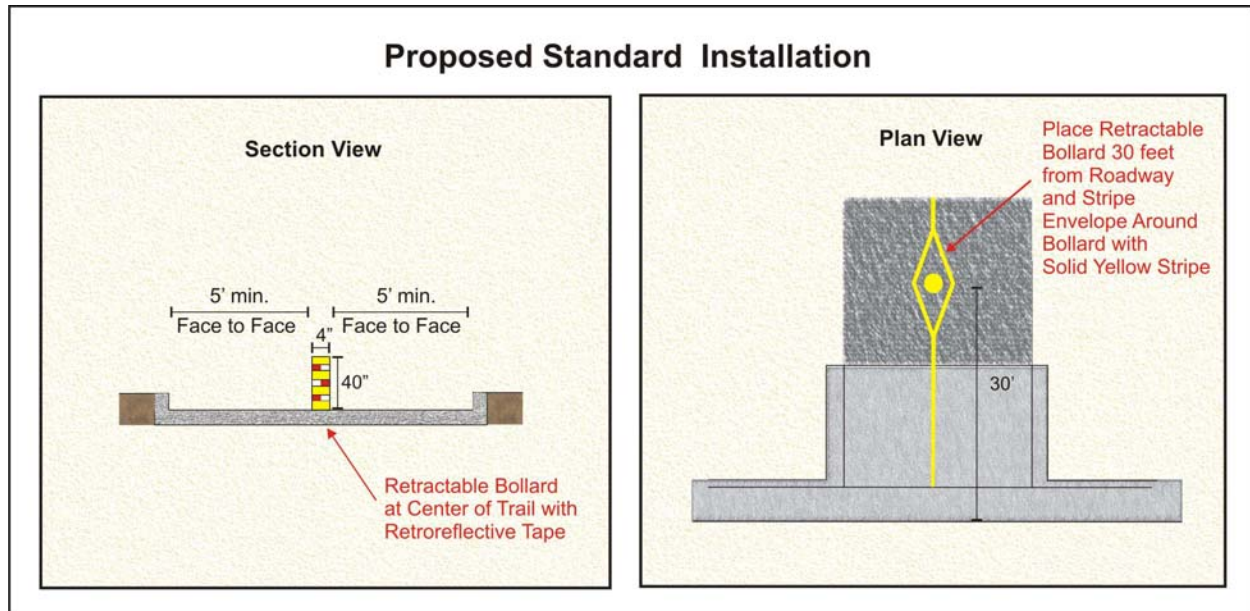 Proposed Standard  Installation
Section View
5’ min.
Face to Face
5’ min.
Face to Face
4”
40”
Retractable Bollard
at Center of Trail with
Retroreflective Tape
Plan View
Place Retractable
Bollard 30 feet
from Roadway
and Stripe
Envelope Around
Bollard with
Solid Yellow Stripe
30’